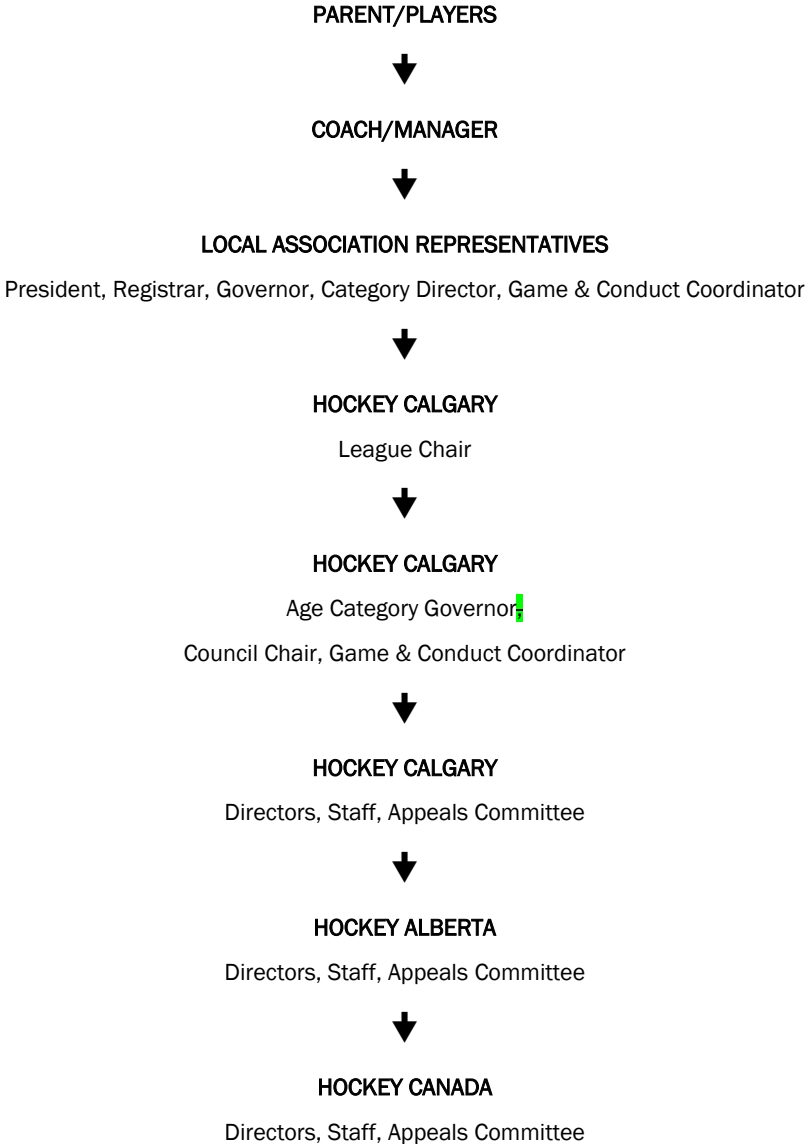 PARENT/PLAYERS
COACH/MANAGER
LOCAL ASSOCIATION REPRESENTATIVES
President, Registrar, Governor, Category Director, Game & Conduct Coordinator
HOCKEY CALGARY
League Chair
HOCKEY CALGARY
Age Category Governor,
Council Chair, Game & Conduct Coordinator
HOCKEY CALGARY
Directors, Staff, Appeals Committee
HOCKEY ALBERTA
Directors, Staff, Appeals Committee
HOCKEY CANADA
Directors, Staff, Appeals Committee